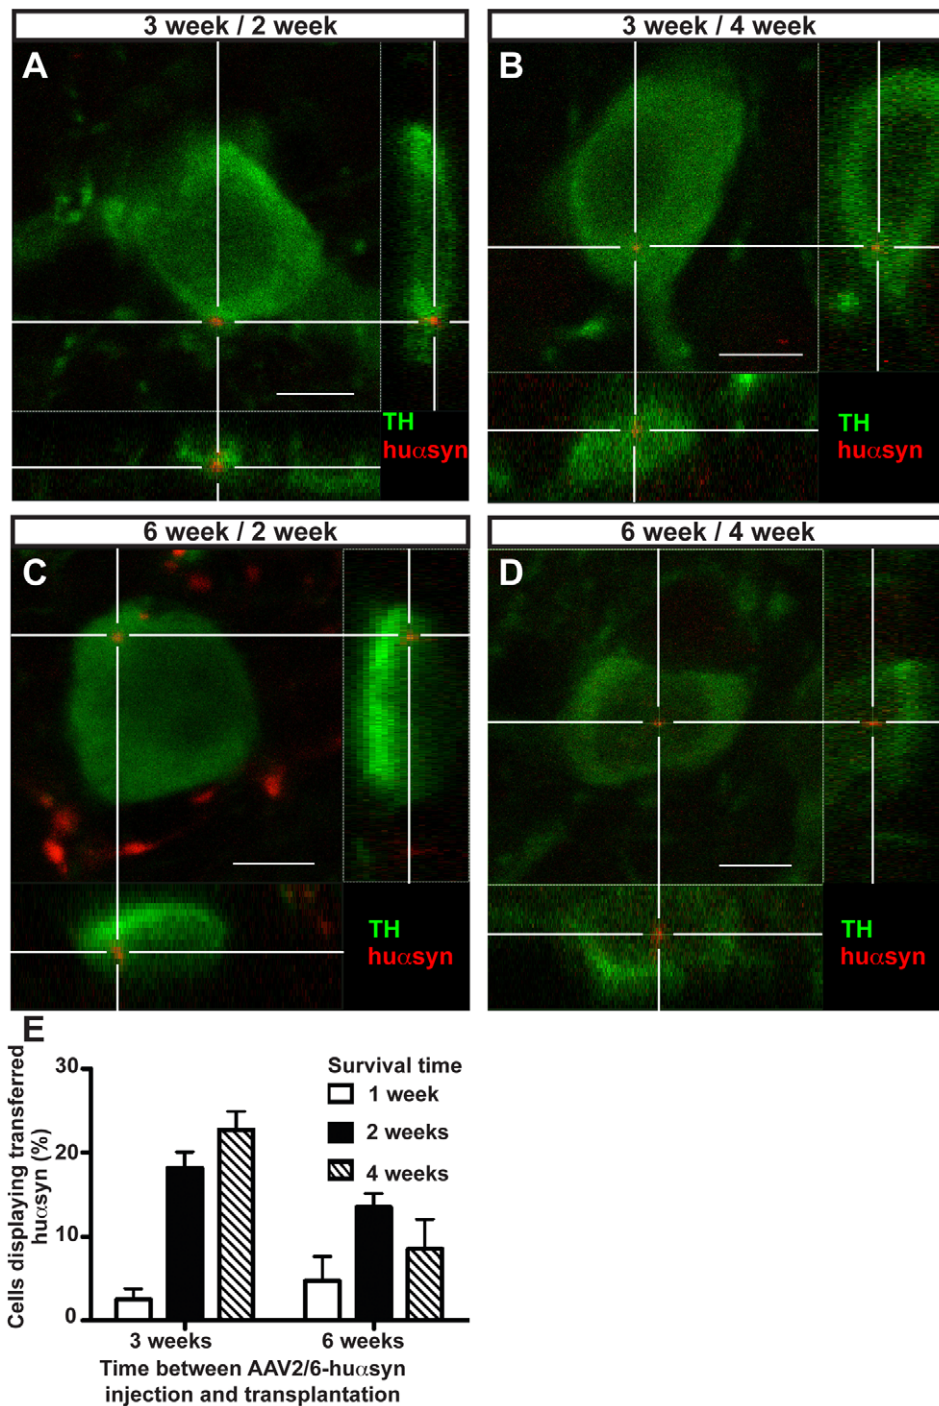 3 week / 2 week
A
TH
huαsyn
3 week / 4 week
B
TH
huαsyn
6 week / 2 week
C
TH
huαsyn
6 week / 4 week
D
TH
huαsyn
E
Cells displaying transferred
huαsyn (%)
30
20
10
0
Survival time
1 week
2 weeks
4 weeks
3 weeks
6 weeks
Time between AAV2/6-huαsyn
injection and transplantation